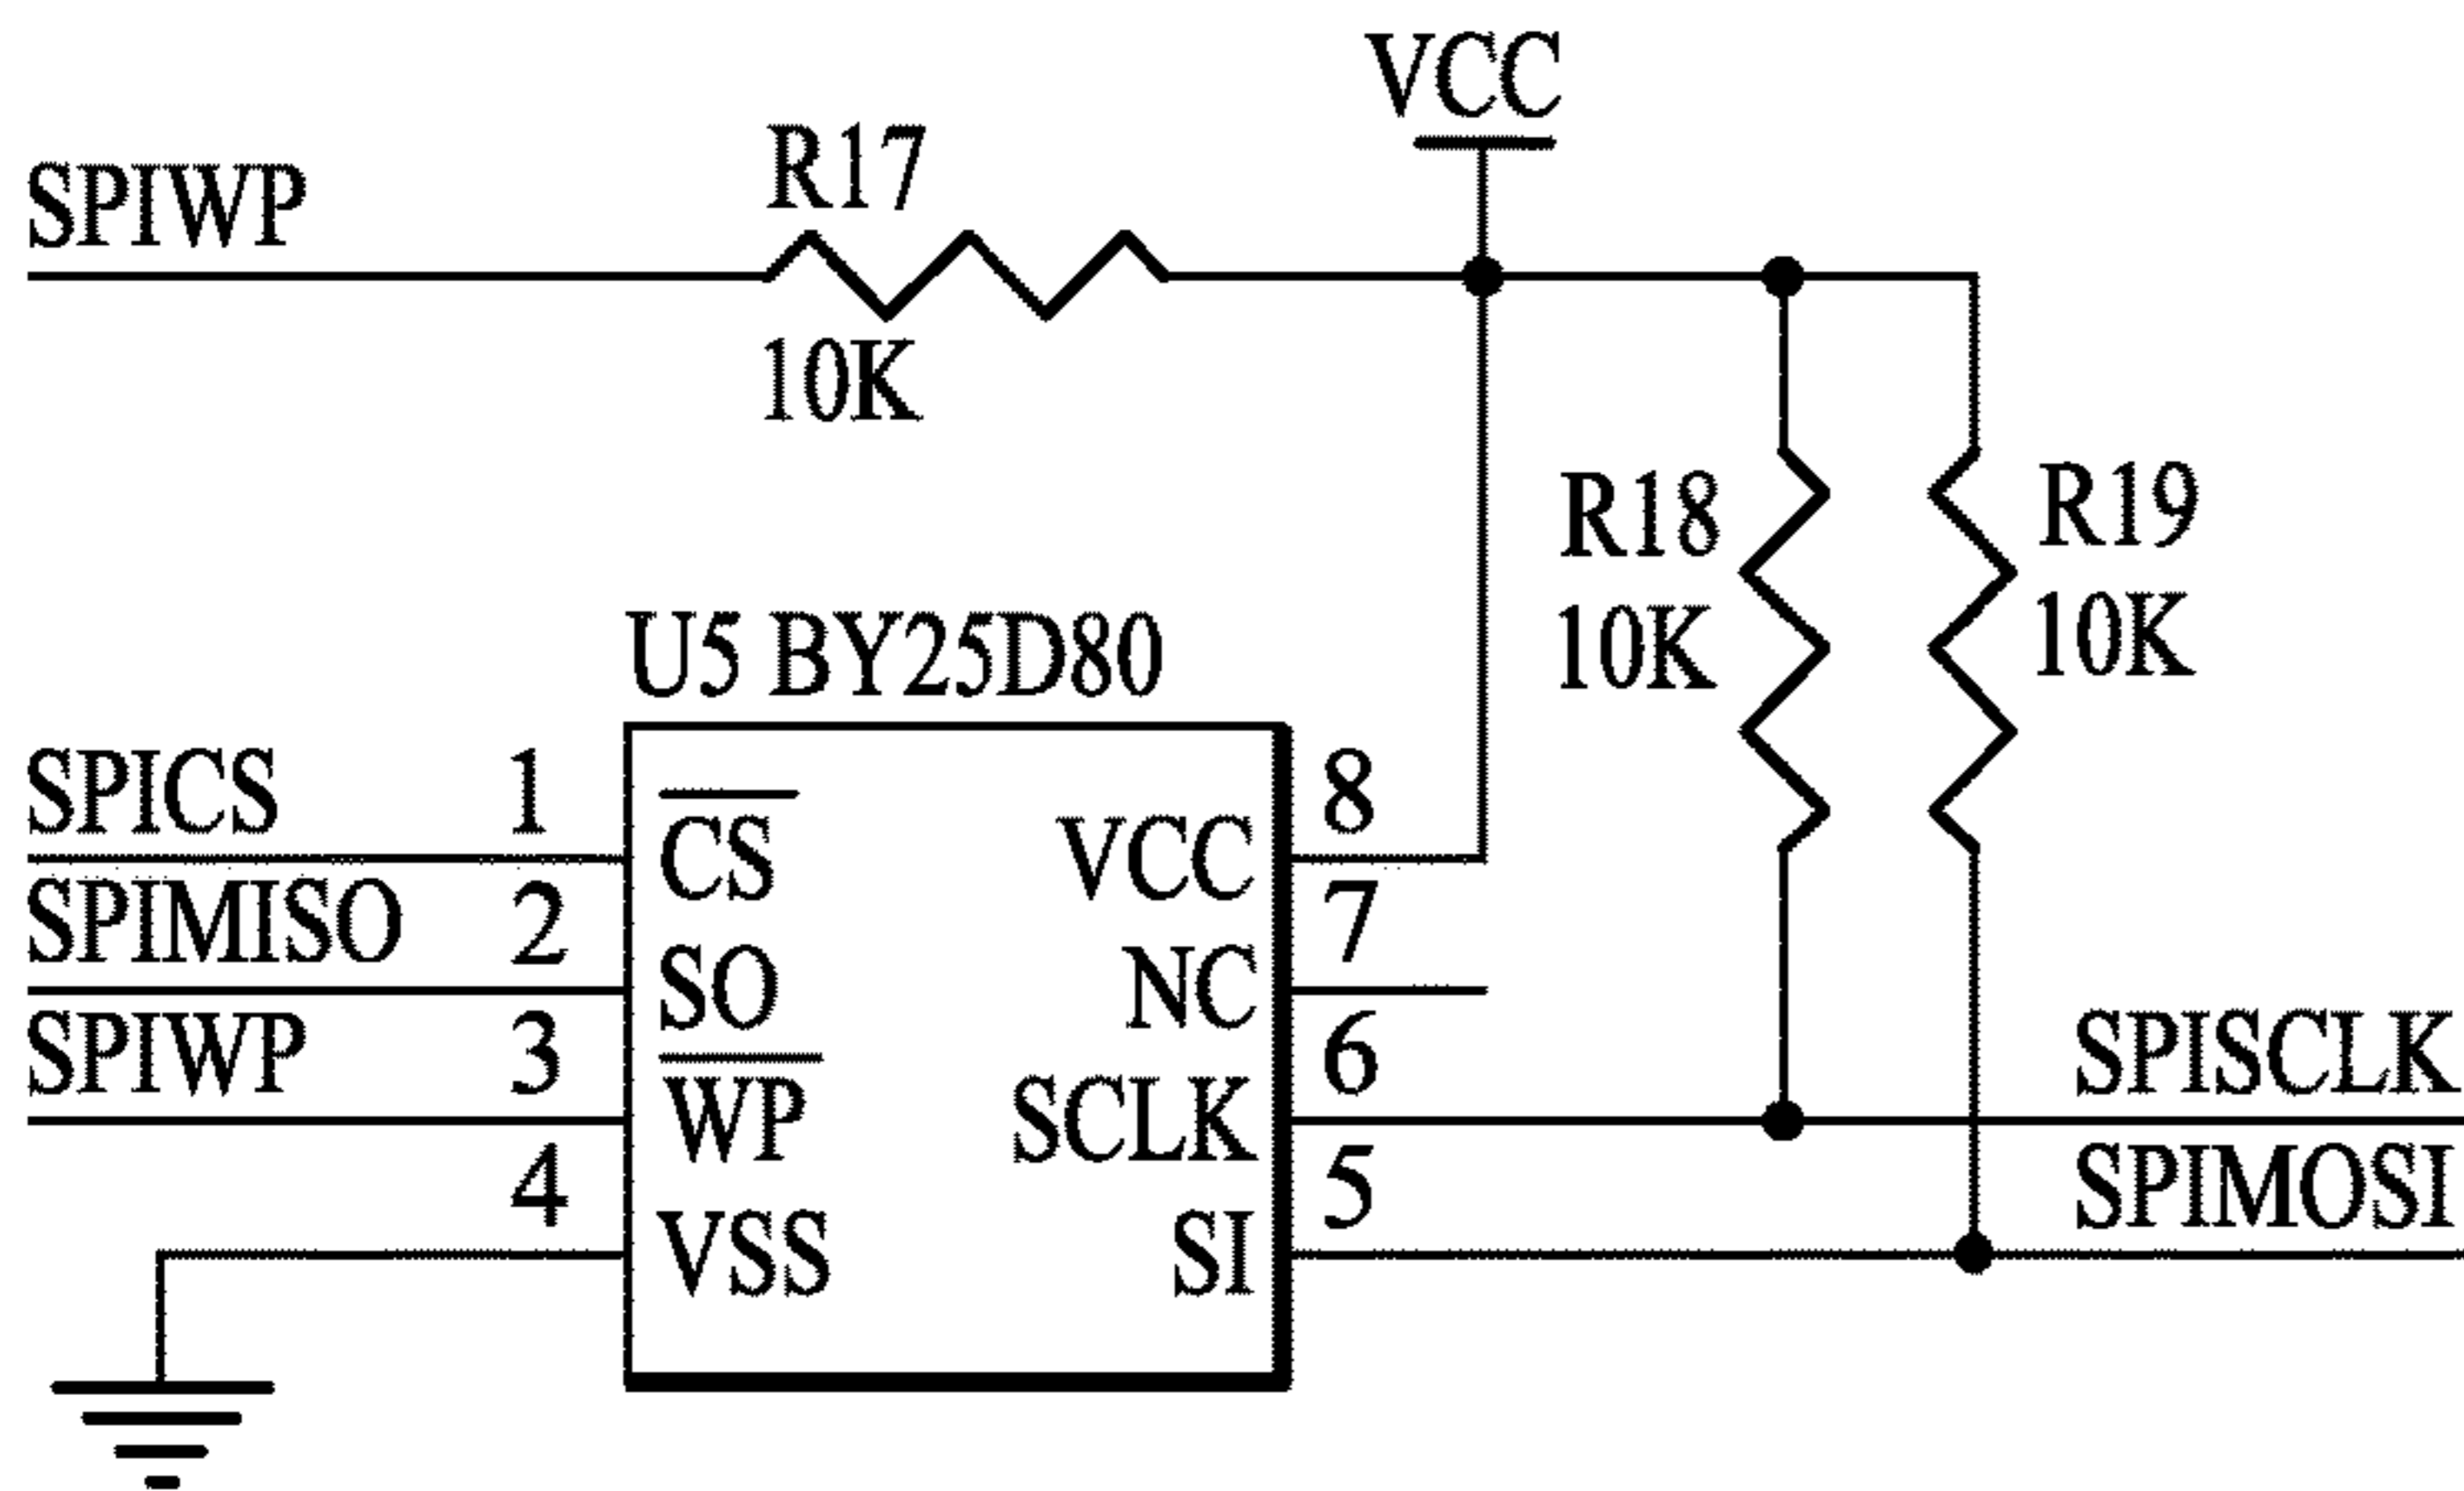 VCC
SPIWP
R17
10K
R18
10K
R19
10K
U5 BY25D80
SPICS 1 CS VCC 8
SPIMISO 2 SO NC 7
SPIWP 3 WP SCLK 6 SPISCLK
4 VSS SI 5 SPIMOSI